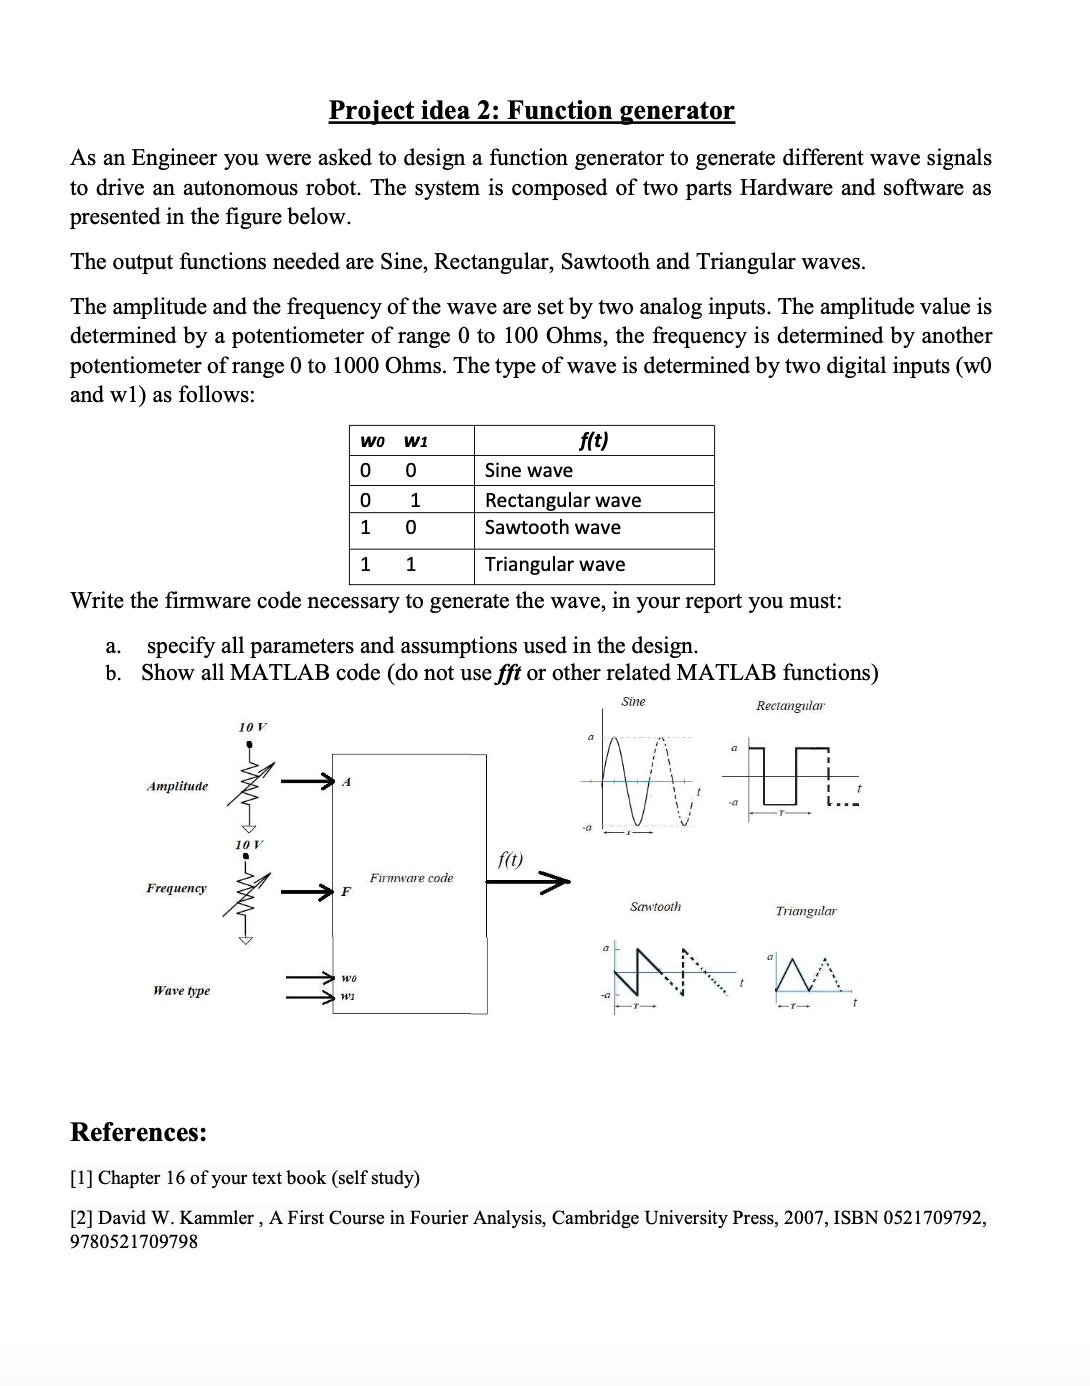 Project idea 2: Function generator
As an Engineer you were asked to design a function generator to generate different wave signals
to drive an autonomous robot. The system is composed of two parts Hardware and software as
presented in the figure below.
The output functions needed are Sine, Rectangular, Sawtooth and Triangular waves.
The amplitude and the frequency of the wave are set by two analog inputs. The amplitude value is
determined by a potentiometer of range 0 to 100 Ohms, the frequency is determined by another
potentiometer of range 0 to 1000 Ohms. The type of wave is determined by two digital inputs (w0
and w1) as follows:
w0 w1 f(t)
0 0 Sine wave
0 1 Rectangular wave
1 0 Sawtooth wave
1 1 Triangular wave
Write the firmware code necessary to generate the wave, in your report you must:
a. specify all parameters and assumptions used in the design.
b. Show all MATLAB code (do not use fft or other related MATLAB functions)
10 V
Amplitude
A
10 V
Frequency
F
Firmware code
Wave type
w0
w1
f(t)
Sine
a
-a
t
T
Rectangular
a
-a
t
T
Sawtooth
a
-a
t
T
Triangular
a
t
T
References:
[1] Chapter 16 of your text book (self study)
[2] David W. Kammler , A First Course in Fourier Analysis, Cambridge University Press, 2007, ISBN 0521709792,
9780521709798